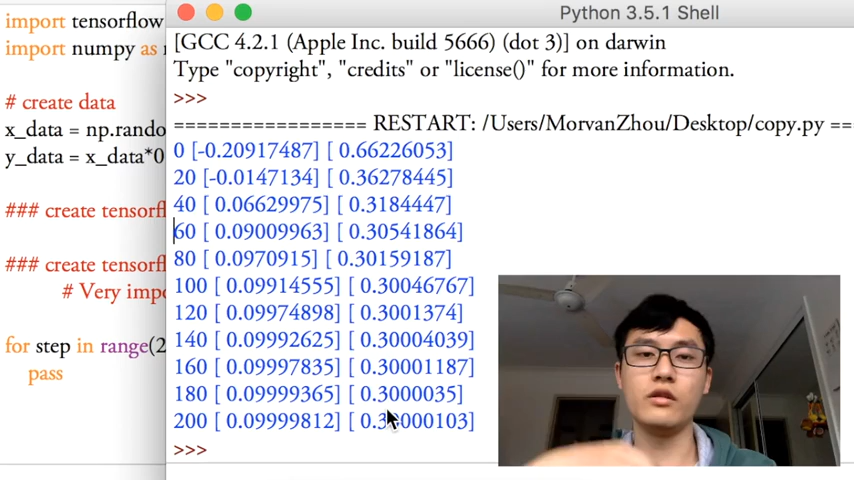 Python 3.5.1 Shell
import tensorflow
import numpy as
# create data
x_data = np.rando
y_data = x_data*0
### create tensorfl
### create tensorfl
# Very imp
for step in range(2
pass
[GCC 4.2.1 (Apple Inc. build 5666) (dot 3)] on darwin
Type "copyright", "credits" or "license()" for more information.
>>>
================= RESTART: /Users/MorvanZhou/Desktop/copy.py ==
0 [-0.20917487] [ 0.66226053]
20 [-0.0147134] [ 0.36278445]
40 [ 0.06629975] [ 0.3184447]
60 [ 0.09009963] [ 0.30541864]
80 [ 0.0970915] [ 0.30159187]
100 [ 0.09914555] [ 0.30046767]
120 [ 0.09974898] [ 0.3001374]
140 [ 0.09992625] [ 0.30004039]
160 [ 0.09997835] [ 0.30001187]
180 [ 0.09999365] [ 0.3000035]
200 [ 0.09999812] [ 0.30000103]
>>>